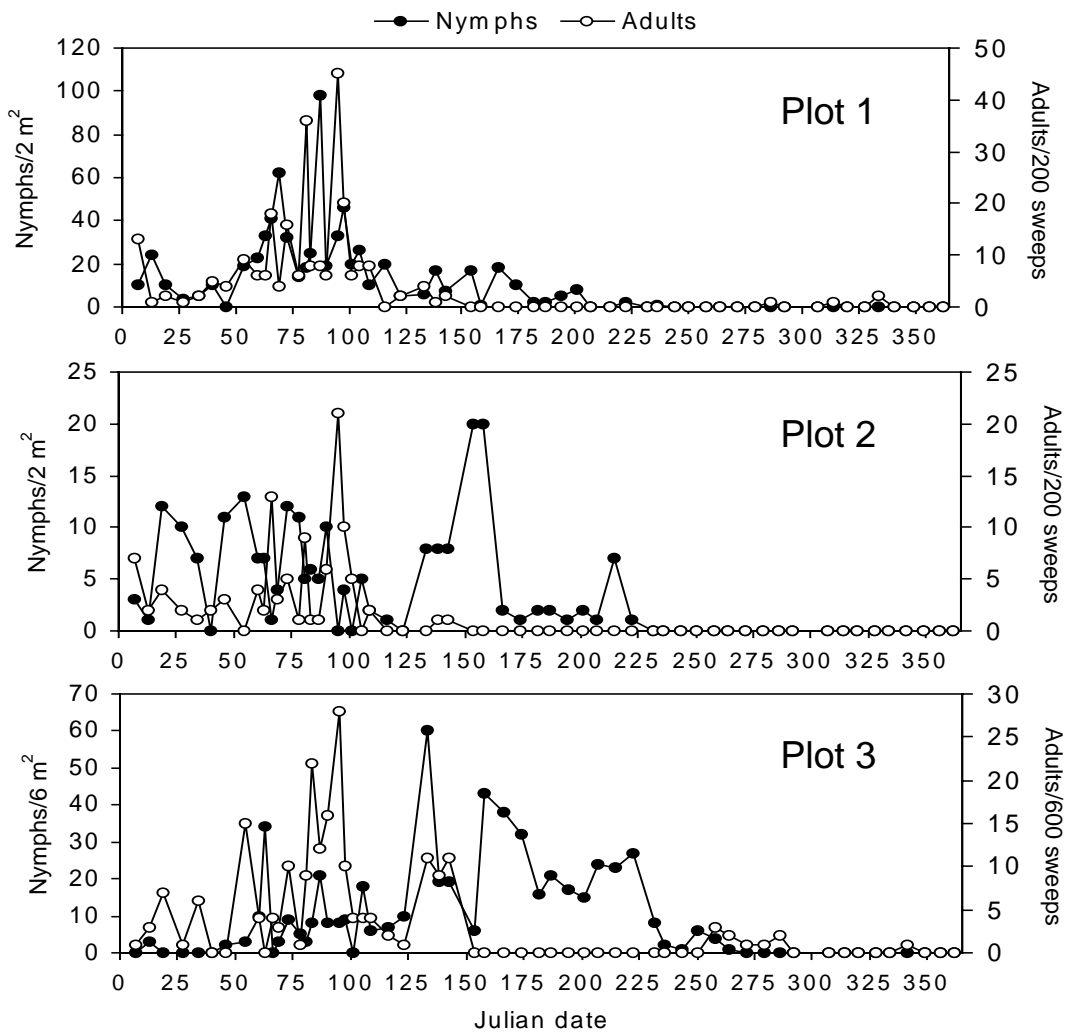 Nymphs Adults
120 100 80 60 40 20 0
Nymphs/2 m²
Plot 1
50 40 30 20 10 0
Adults/200 sweeps
0 25 50 75 100 125 150 175 200 225 250 275 300 325 350
25 20 15 10 5 0
Nymphs/2 m²
Plot 2
25 20 15 10 5 0
Adults/200 sweeps
0 25 50 75 100 125 150 175 200 225 250 275 300 325 350
70 60 50 40 30 20 10 0
Nymphs/6 m²
Plot 3
30 25 20 15 10 5 0
Adults/600 sweeps
0 25 50 75 100 125 150 175 200 225 250 275 300 325 350
Julian date